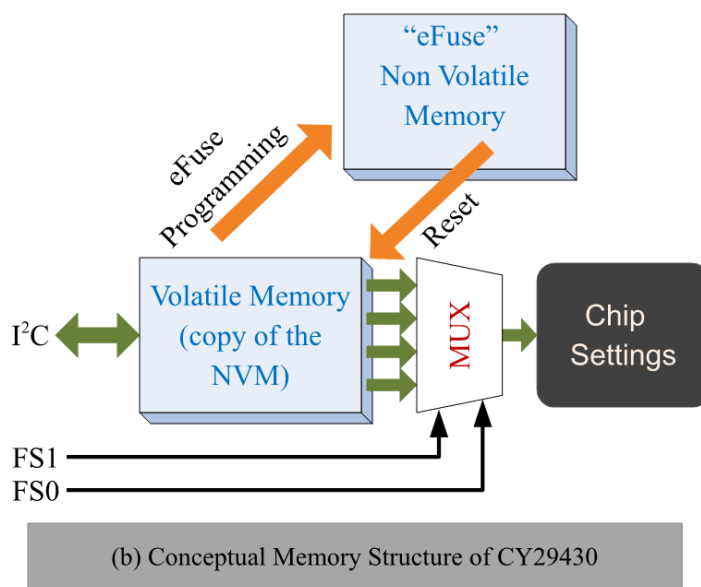 “eFuse”
Non Volatile
Memory
eFuse
Programming
Reset
Volatile Memory
(copy of the
NVM)
I²C
MUX
Chip
Settings
FS1
FS0
(b) Conceptual Memory Structure of CY29430